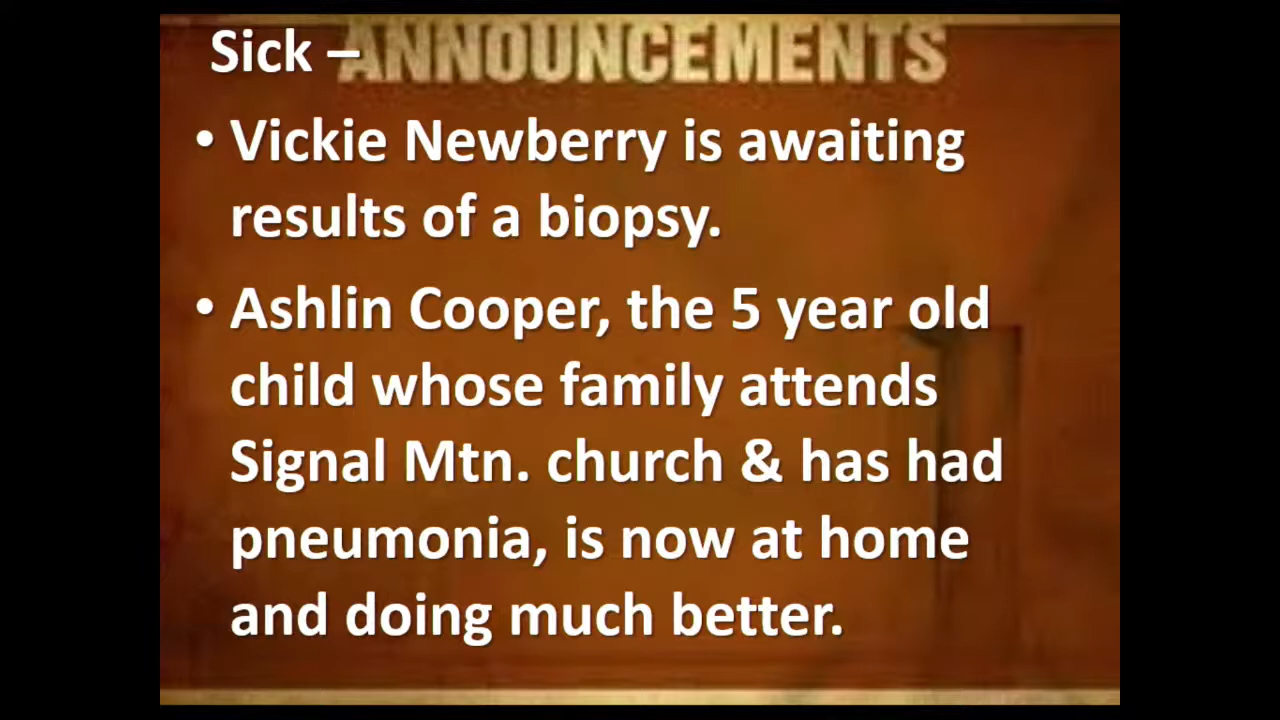 Sick –
ANNOUNCEMENTS
• Vickie Newberry is awaiting
results of a biopsy.
• Ashlin Cooper, the 5 year old
child whose family attends
Signal Mtn. church & has had
pneumonia, is now at home
and doing much better.